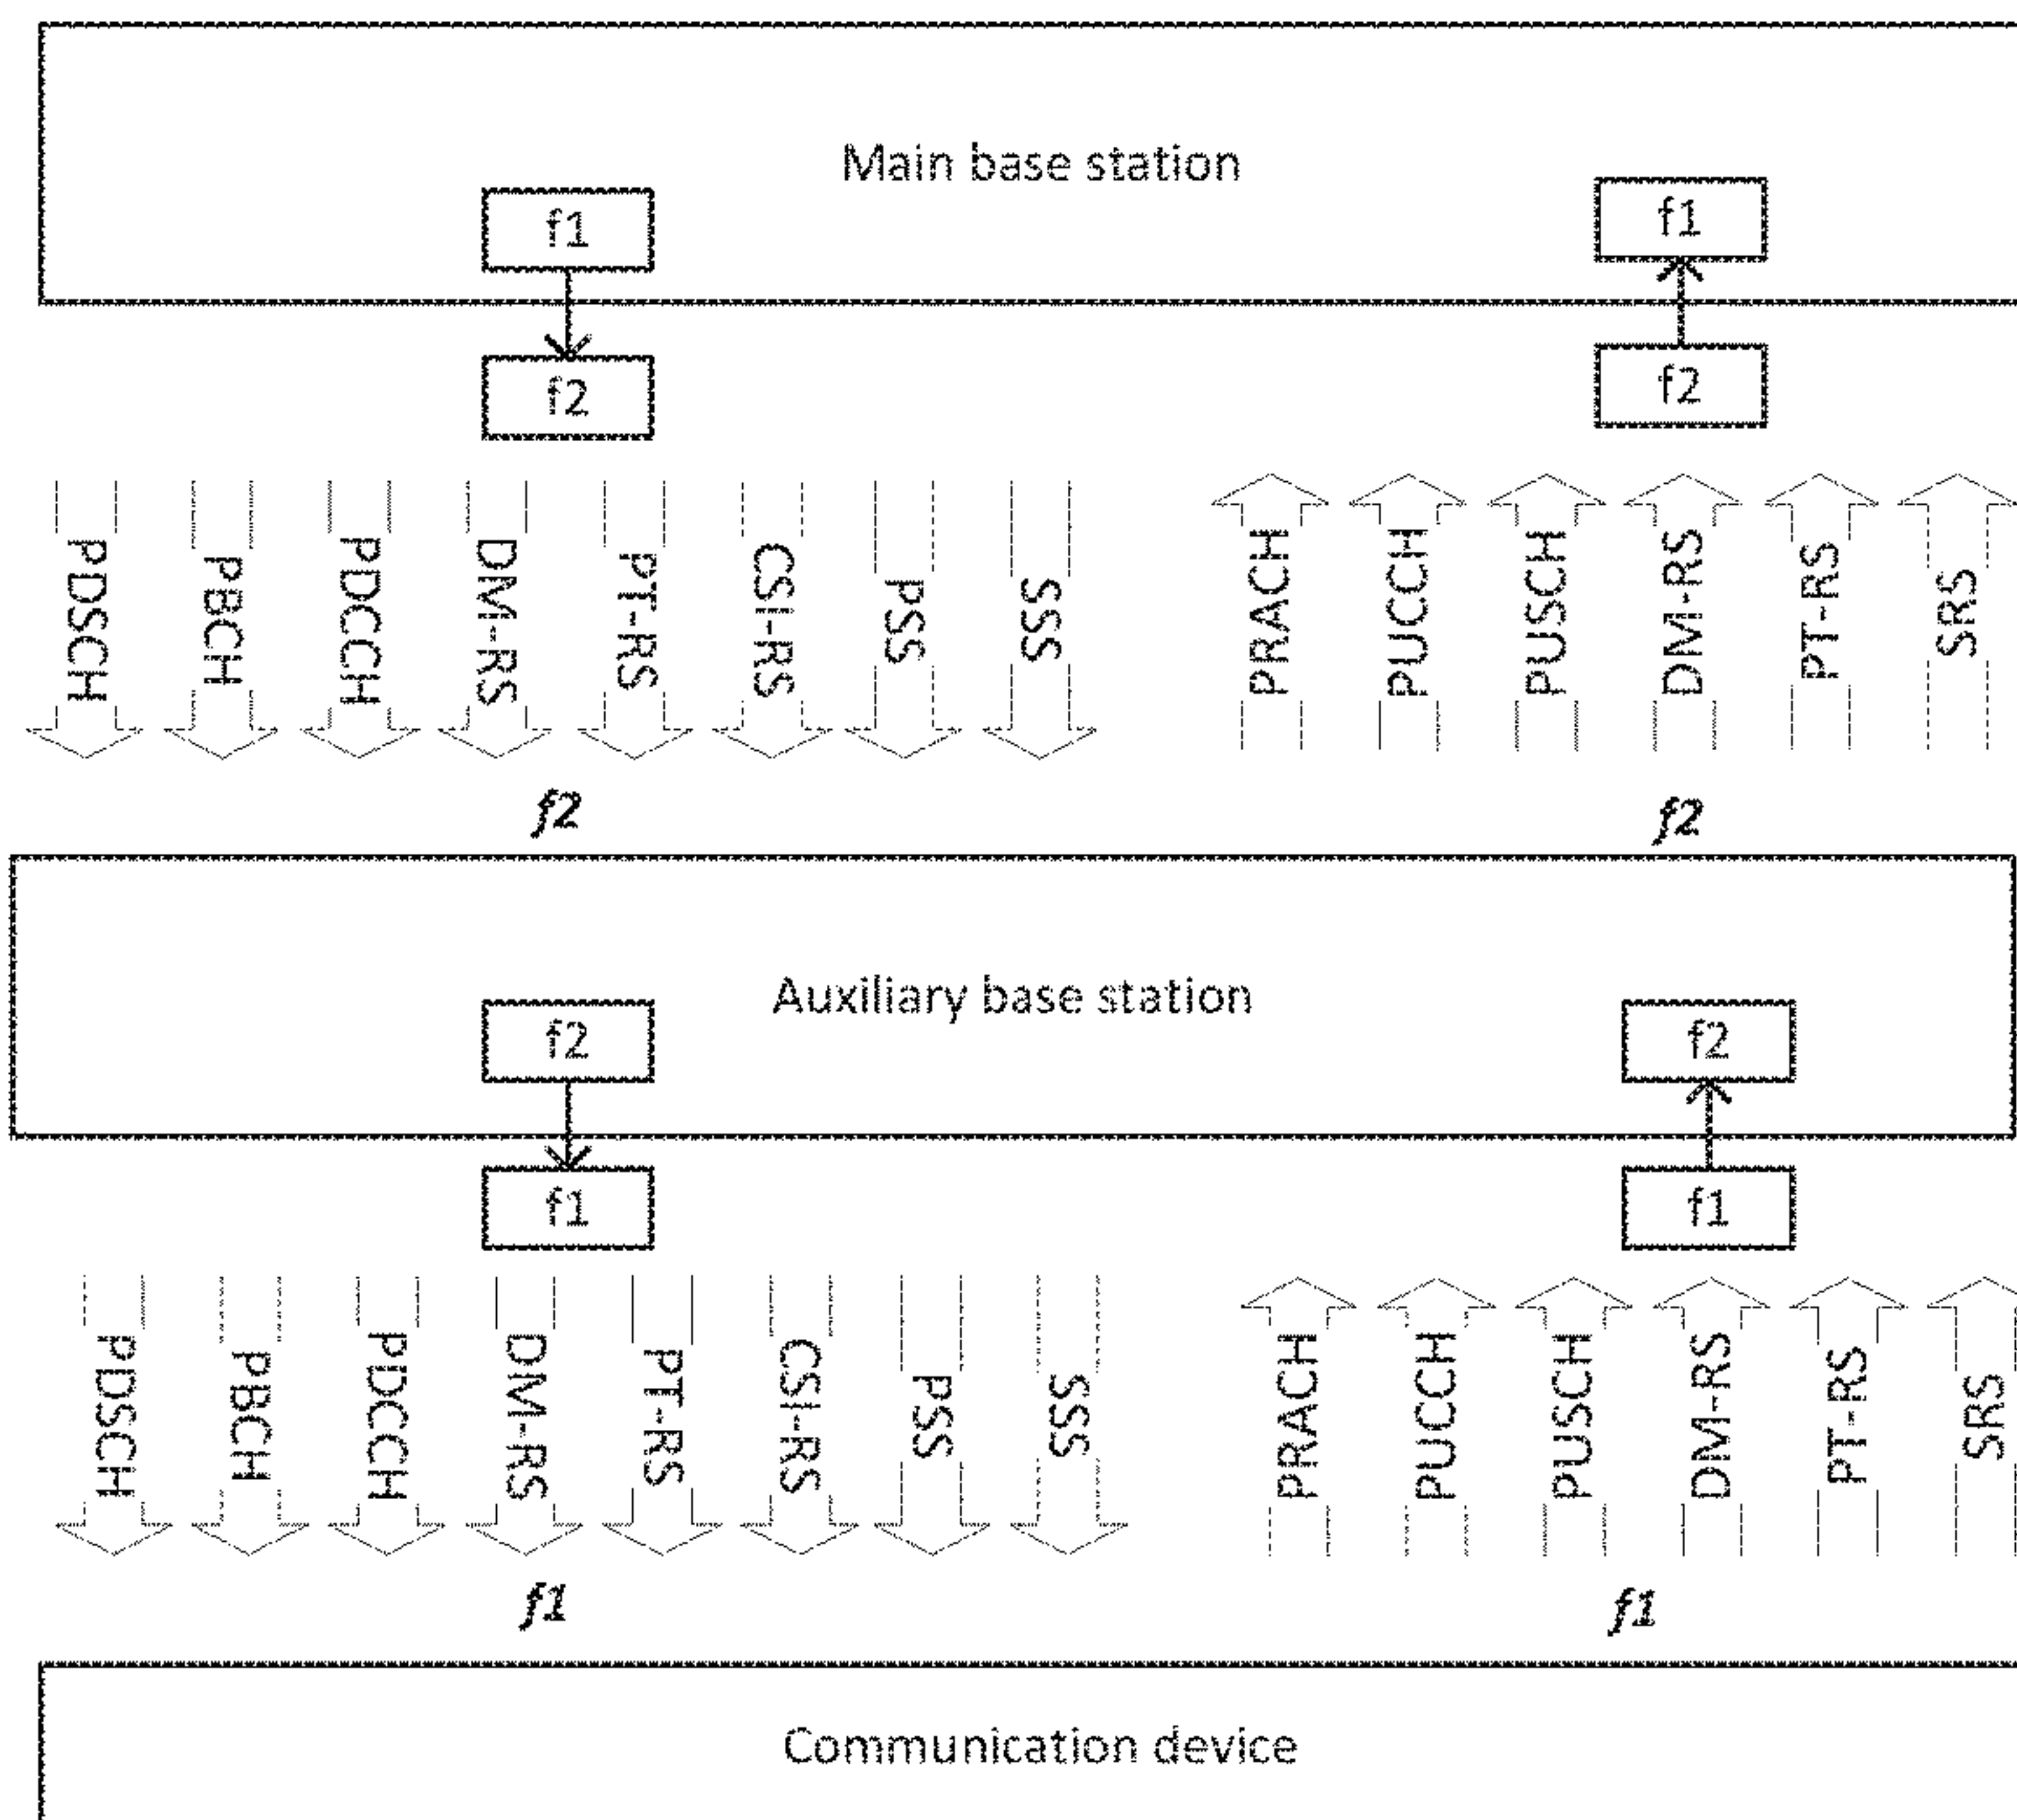 Main base station
f1
f1
f2
f2
PDSCH
PBCH
PDCCH
DM-RS
PT-RS
CSI-RS
PSS
SSS
PRACH
PUCCH
PUSCH
DM-RS
PT-RS
SRS
f2
f2
Auxiliary base station
f2
f2
f1
f1
PDSCH
PBCH
PDCCH
DM-RS
PT-RS
CSI-RS
PSS
SSS
PRACH
PUCCH
PUSCH
DM-RS
PT-RS
SRS
f1
f1
Communication device